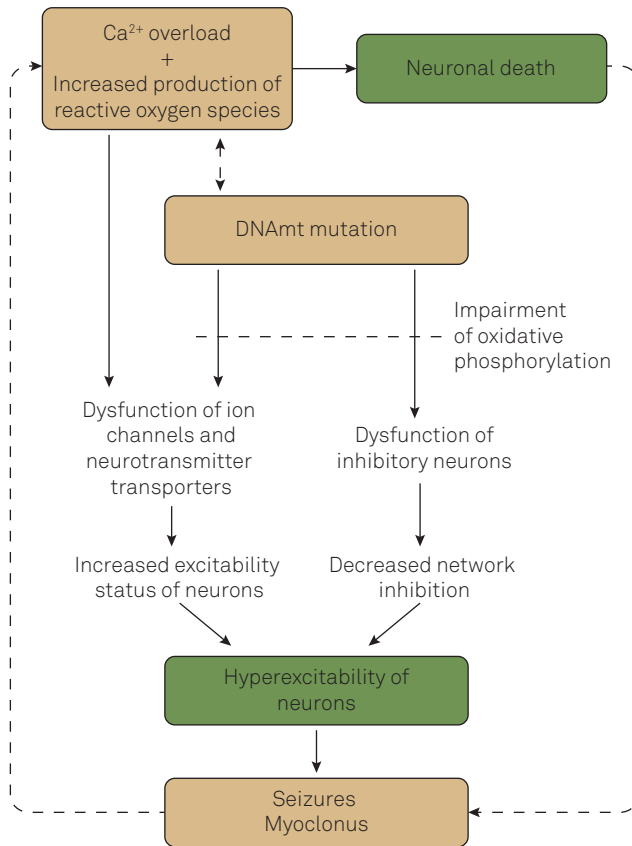 Ca²⁺ overload
+
Increased production of
reactive oxygen species
Neuronal death
DNAmt mutation
Impairment
of oxidative
phosphorylation
Dysfunction of ion
channels and
neurotransmitter
transporters
Dysfunction of
inhibitory neurons
Increased excitability
status of neurons
Decreased network
inhibition
Hyperexcitability of
neurons
Seizures
Myoclonus